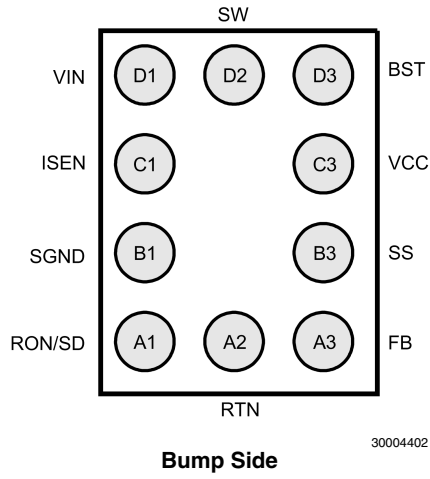 SW
VIN D1 D2 D3 BST
ISEN C1 C3 VCC
SGND B1 B3 SS
RON/SD A1 A2 A3 FB
RTN
30004402
Bump Side